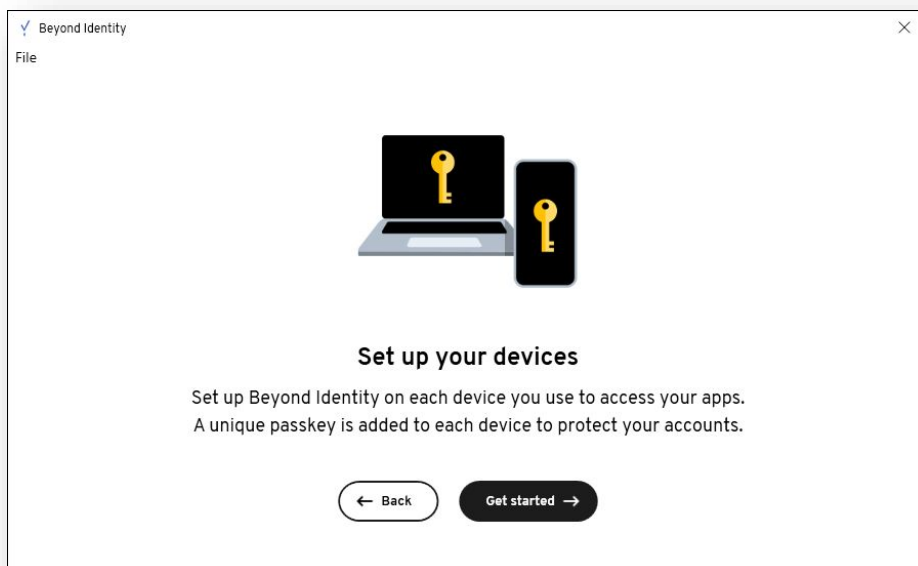 Beyond Identity
File
Set up your devices
Set up Beyond Identity on each device you use to access your apps.
A unique passkey is added to each device to protect your accounts.
← Back
Get started →